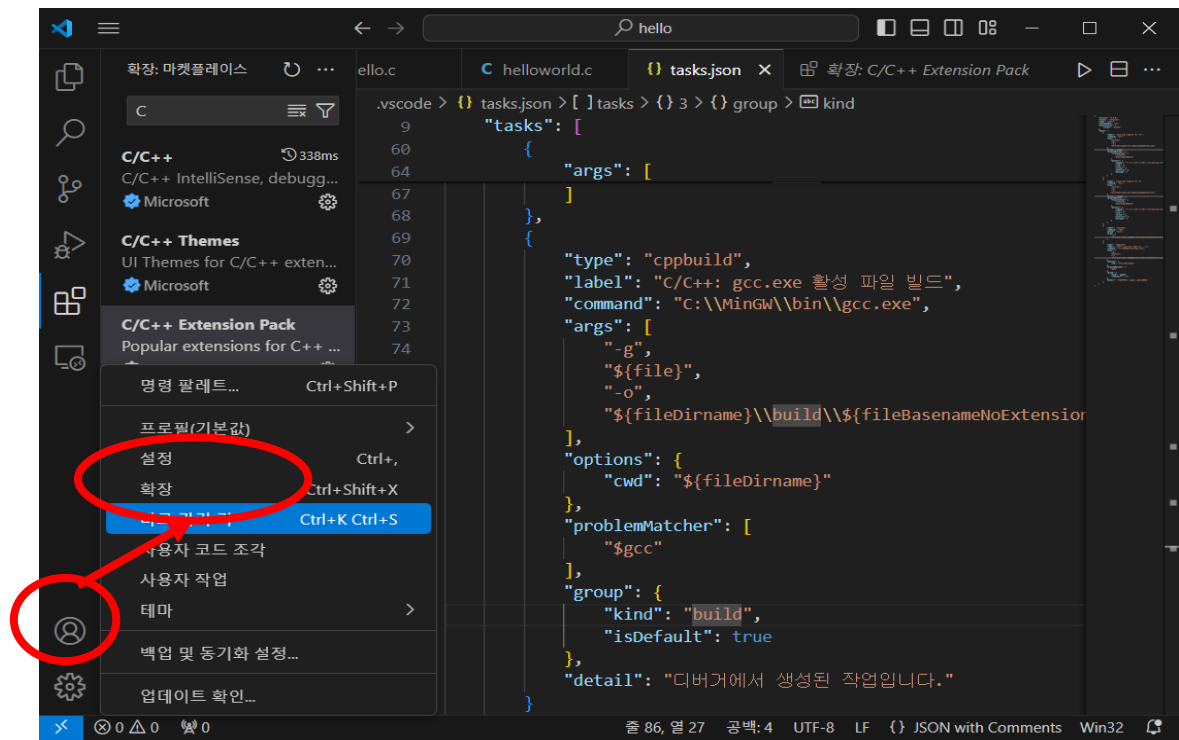 hello
확장: 마켓플레이스
C
C/C++ 338ms
C/C++ IntelliSense, debugg...
Microsoft
C/C++ Themes
UI Themes for C/C++ exten...
Microsoft
C/C++ Extension Pack
Popular extensions for C++ ...
명령 팔레트... Ctrl+Shift+P
프로필(기본값)
설정 Ctrl+,
확장 Ctrl+Shift+X
Ctrl+K Ctrl+S
사용자 코드 조각
사용자 작업
테마
백업 및 동기화 설정...
업데이트 확인...
ello.c
C helloworld.c
{} tasks.json
확장: C/C++ Extension Pack
.vscode > {} tasks.json > [ ] tasks > {} 3 > {} group > abc kind
9 "tasks": [
60 {
64 "args": [
67 ]
68 },
69 {
70 "type": "cppbuild",
71 "label": "C/C++: gcc.exe 활성 파일 빌드",
72 "command": "C:\\MinGW\\bin\\gcc.exe",
73 "args": [
74 "-g",
"${file}",
"-o",
"${fileDirname}\\build\\${fileBasenameNoExtension
],
"options": {
"cwd": "${fileDirname}"
},
"problemMatcher": [
"$gcc"
],
"group": {
"kind": "build",
"isDefault": true
},
"detail": "디버거에서 생성된 작업입니다."
}
0 0 0
줄 86, 열 27 공백: 4 UTF-8 LF {} JSON with Comments Win32